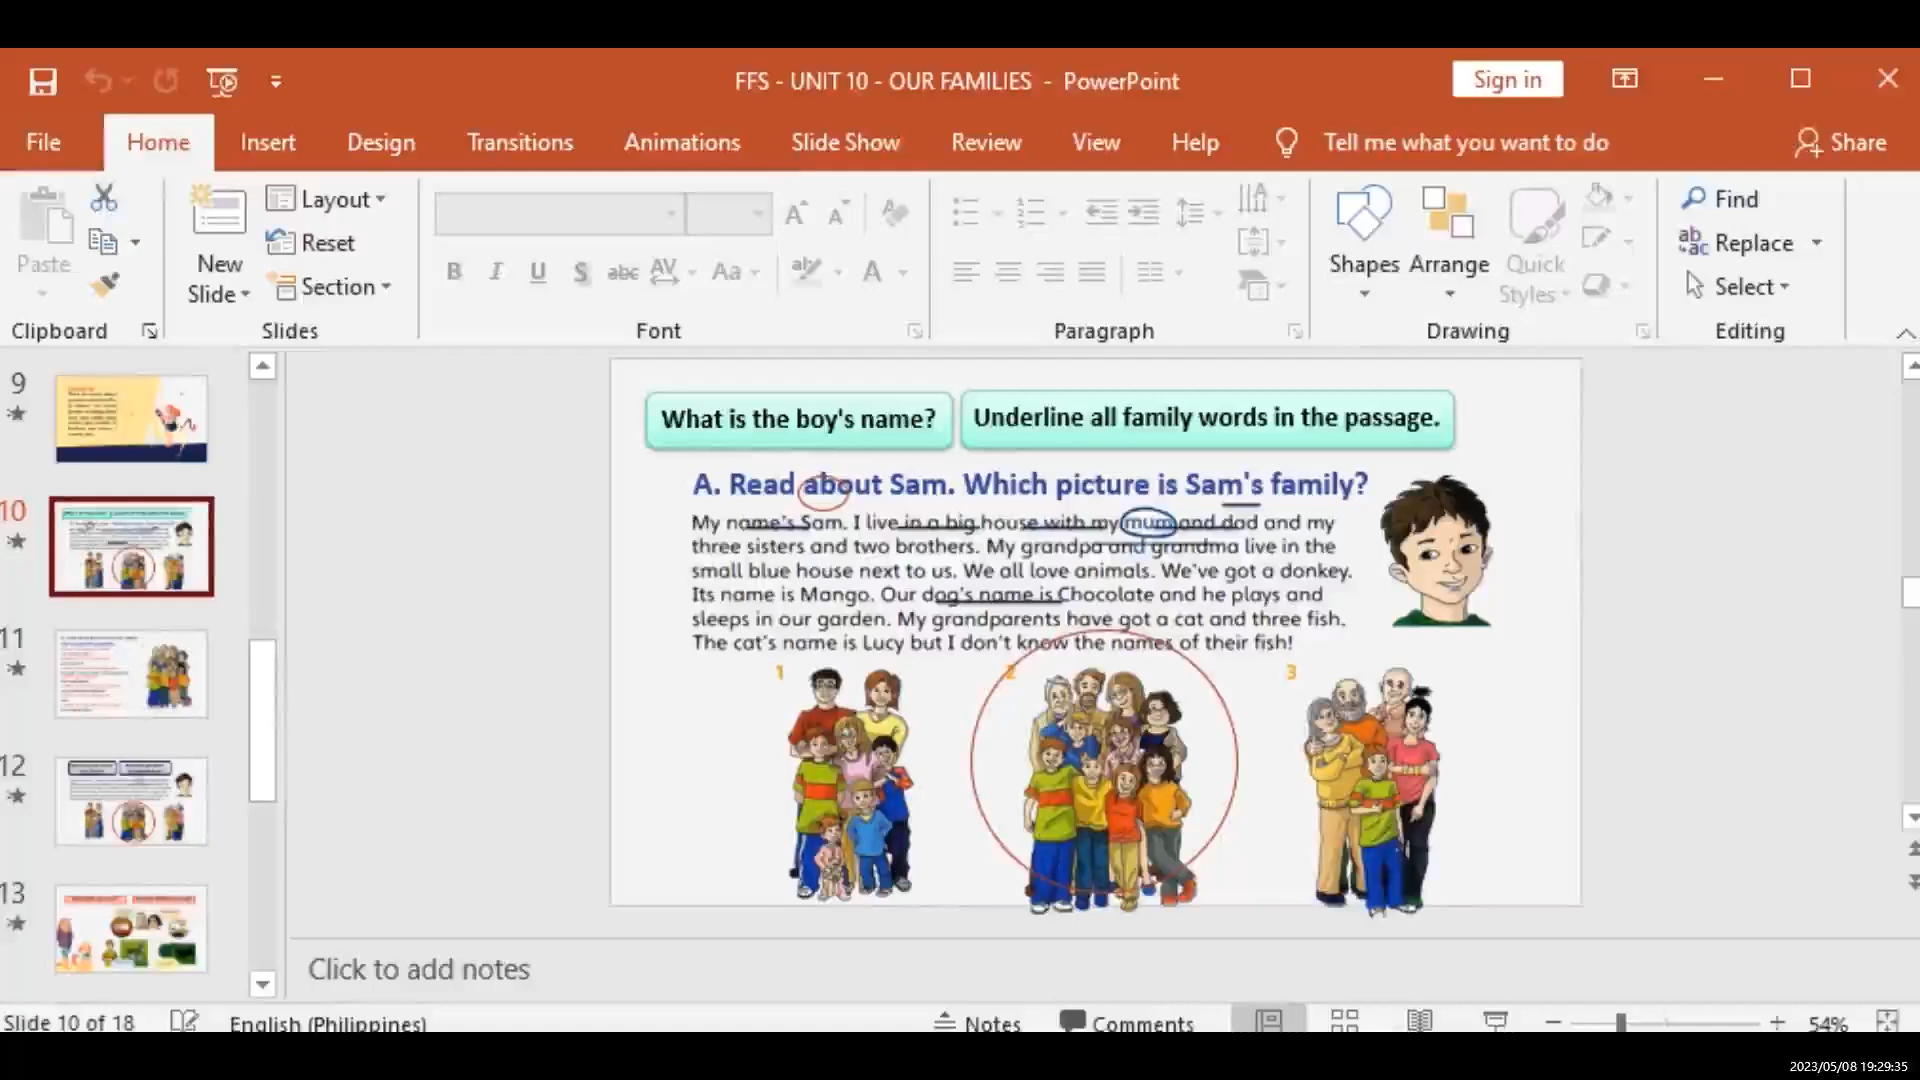 FFS - UNIT 10 - OUR FAMILIES - PowerPoint
Sign in
File Home Insert Design Transitions Animations Slide Show Review View Help Tell me what you want to do Share
Paste
Clipboard
New Slide
Layout
Reset
Section
Slides
B I U S abc AV Aa A
Font
Paragraph
Shapes Arrange Quick Styles
Drawing
Find
Replace
Select
Editing
9
10
11
12
13
What is the boy's name?
Underline all family words in the passage.
A. Read about Sam. Which picture is Sam's family?
My name's Sam. I live in a big house with my mum and dad and my
three sisters and two brothers. My grandpa and grandma live in the
small blue house next to us. We all love animals. We've got a donkey.
Its name is Mango. Our dog's name is Chocolate and he plays and
sleeps in our garden. My grandparents have got a cat and three fish.
The cat's name is Lucy but I don't know the names of their fish!
1 2 3
Click to add notes
Slide 10 of 18 English (Philippines) Notes Comments 54%
2023/05/08 19:29:35